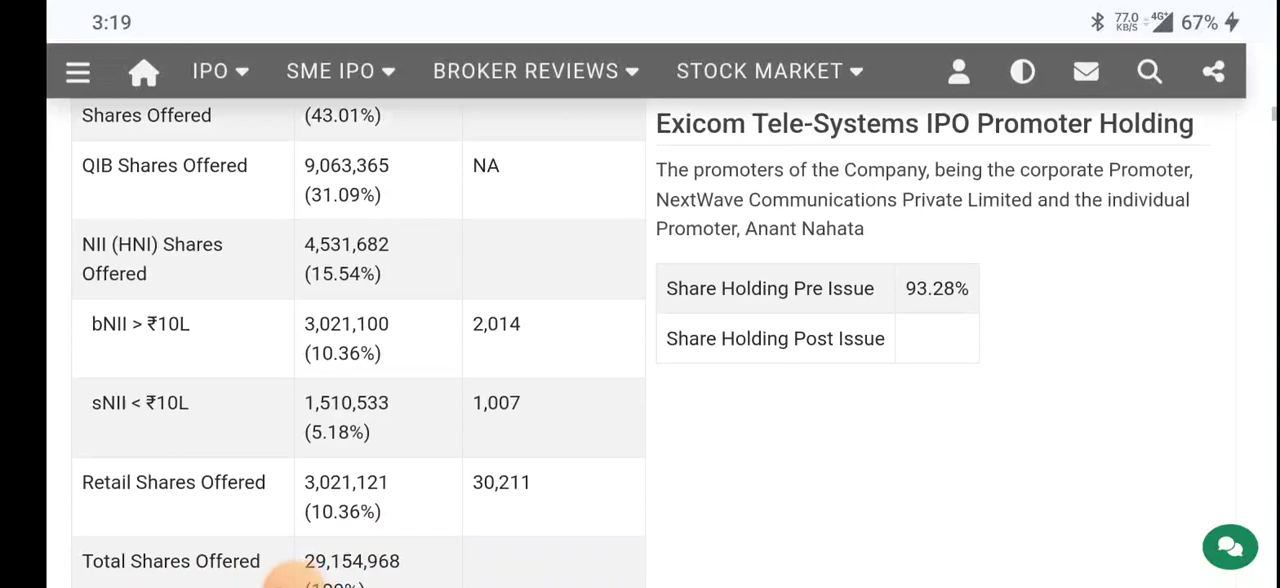 3:19
77.0 KB/S 4G+ 67%
IPO SME IPO BROKER REVIEWS STOCK MARKET
Shares Offered (43.01%)
QIB Shares Offered 9,063,365 NA
(31.09%)
NII (HNI) Shares 4,531,682
Offered (15.54%)
bNII > ₹10L 3,021,100 2,014
(10.36%)
sNII < ₹10L 1,510,533 1,007
(5.18%)
Retail Shares Offered 3,021,121 30,211
(10.36%)
Total Shares Offered 29,154,968
Exicom Tele-Systems IPO Promoter Holding
The promoters of the Company, being the corporate Promoter,
NextWave Communications Private Limited and the individual
Promoter, Anant Nahata
Share Holding Pre Issue 93.28%
Share Holding Post Issue